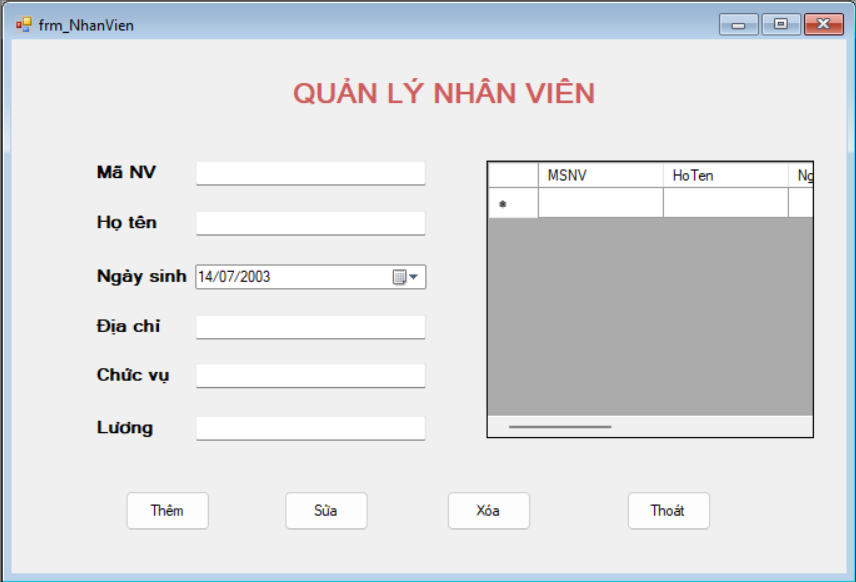 frm_NhanVien
QUẢN LÝ NHÂN VIÊN
Mã NV
Họ tên
Ngày sinh 14/07/2003
Địa chỉ
Chức vụ
Lương
MSNV HoTen Ng
*
Thêm Sửa Xóa Thoát